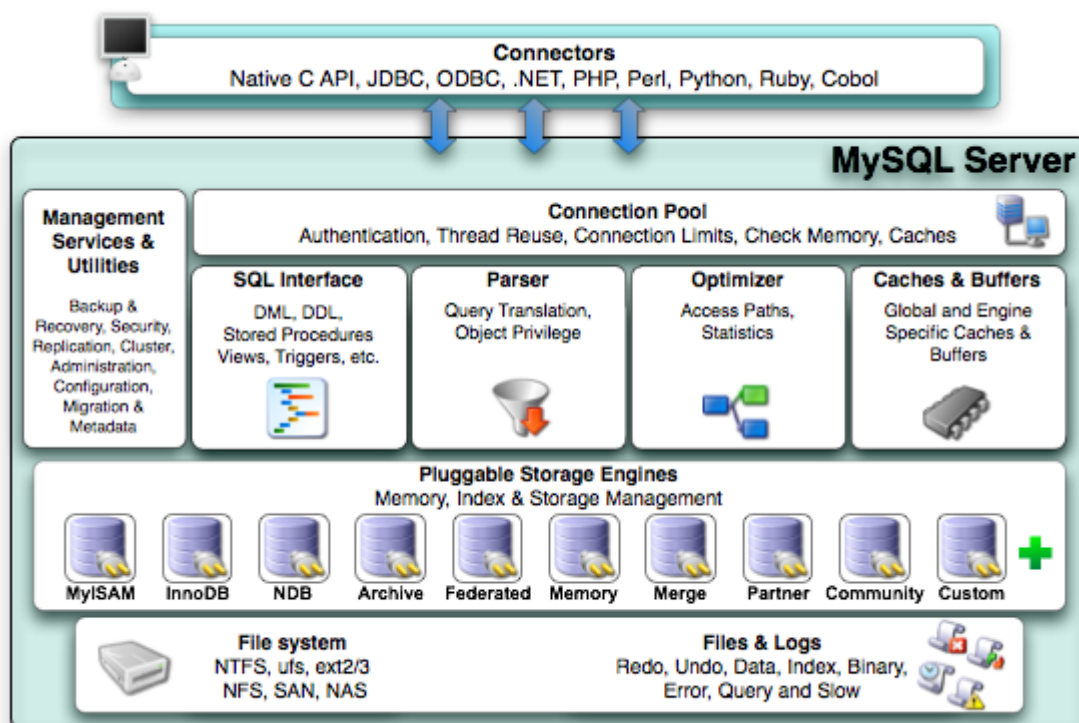 Connectors
Native C API, JDBC, ODBC, .NET, PHP, Perl, Python, Ruby, Cobol
MySQL Server
Management
Services &
Utilities
Backup &
Recovery, Security,
Replication, Cluster,
Administration,
Configuration,
Migration &
Metadata
Connection Pool
Authentication, Thread Reuse, Connection Limits, Check Memory, Caches
SQL Interface
DML, DDL,
Stored Procedures
Views, Triggers, etc.
Parser
Query Translation,
Object Privilege
Optimizer
Access Paths,
Statistics
Caches & Buffers
Global and Engine
Specific Caches &
Buffers
Pluggable Storage Engines
Memory, Index & Storage Management
MyISAM
InnoDB
NDB
Archive
Federated
Memory
Merge
Partner
Community
Custom
File system
NTFS, ufs, ext2/3
NFS, SAN, NAS
Files & Logs
Redo, Undo, Data, Index, Binary,
Error, Query and Slow